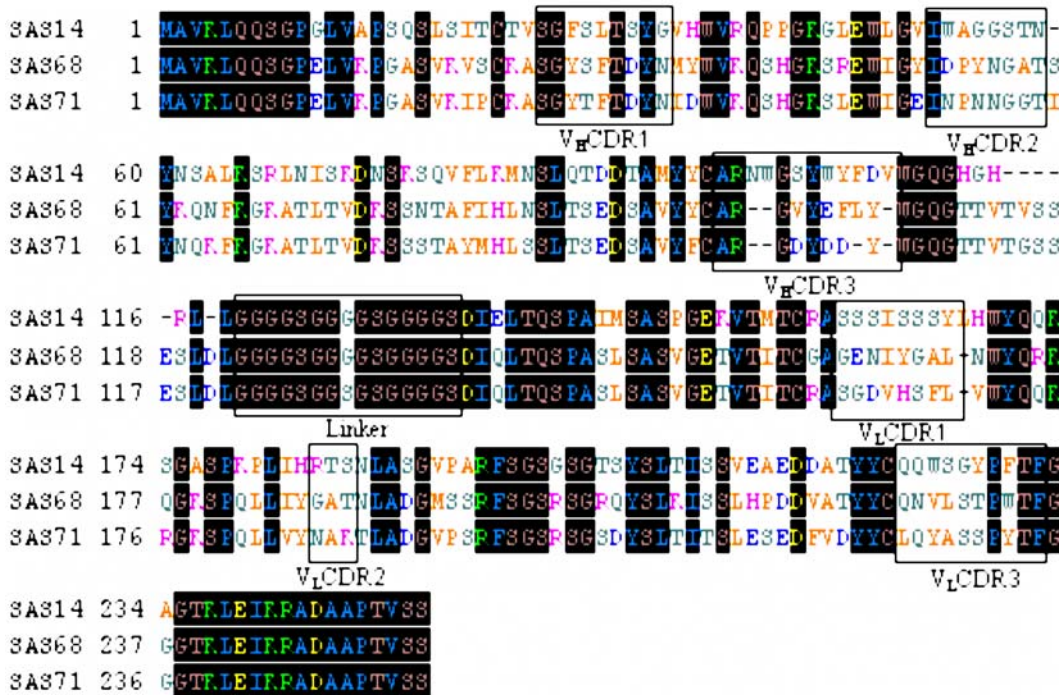 SAS14 1 MAVKLQQSGPGLVAPSQSLSITCTVSGFSLTSYGVHWVRQPPGKGLEWLGVIWAGGSTN-
SAS68 1 MAVKLQQSGPELVKPGASVKVSCKASGYSFTDYNMYWVKQSHGKSREWIGYIDPYNGATS
SAS71 1 MAVKLQQSGPELVKPGASVKIPCKASGYTFTDYNIDWVKQSHGKSLEWIGEINPNNGGTI
VHCDR1 VHCDR2
SAS14 60 YNSALKSRLNISKDNSKSQVFLKMNSLQTDDTAMYYCARNWGSYWYFDVWGQGHGH----
SAS68 61 YKQNFKGKATLTVDKSSNTAFIHLNSLTSEDSAVYYCAR--GVYEFLY-WGQGTTVTVSS
SAS71 61 YNQKFKGKATLTVDKSSSTAYMHLSSLTSEDSAVYFCAR--GDYDD-Y-WGQGTTVTGSS
VHCDR3
SAS14 116 -RL-LGGGGSGGGGSGGGGSDIELTQSPAIMSASPGEKVTMTCRASSSISSSYLHWYQQK
SAS68 118 ESLDLGGGGSGGGGSGGGGSDIQLTQSPASLSASVGETVTITCGAGENIYGAL-NWYQRK
SAS71 117 ESLDLGGGGSGGGGSGGGGSDIQLTQSPASLSASVGETVTITCRASGDVHSFL-VWYQQK
Linker VLCDR1
SAS14 174 SGASPKPLIHRTSNLASGVPARFSGSGSGTSYSLTISSVEAEDDATYYCQQWSGYPFTFG
SAS68 177 QGKSPQLLIYGATNLADGMSSRFSGSRSGRQYSLKISSLHPDDVATYYCQNVLSTPWTFG
SAS71 176 RGKSPQLLVYNAKTLADGVPSRFSGSRSGSDYSLTITSLESEDFVDYYCLQYASSPYTFG
VLCDR2 VLCDR3
SAS14 234 AGTKLEIKRADAAPTVSS
SAS68 237 GGTKLEIKRADAAPTVSS
SAS71 236 GGTKLEIKRADAAPTVSS